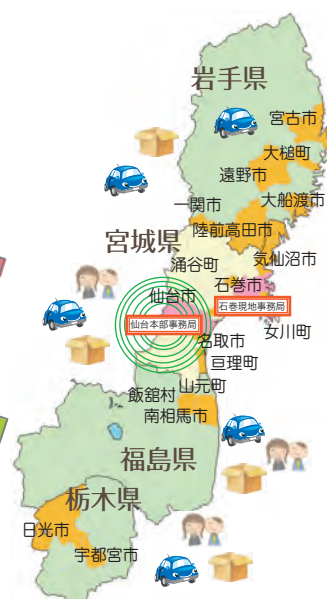 岩手県
宮古市
大槌町
遠野市
一関市
大船渡市
陸前高田市
宮城県
気仙沼市
涌谷町
石巻市
仙台市
石巻現地事務局
仙台本部事務局
女川町
名取市
亘理町
山元町
飯舘村
南相馬市
福島県
栃木県
日光市
宇都宮市